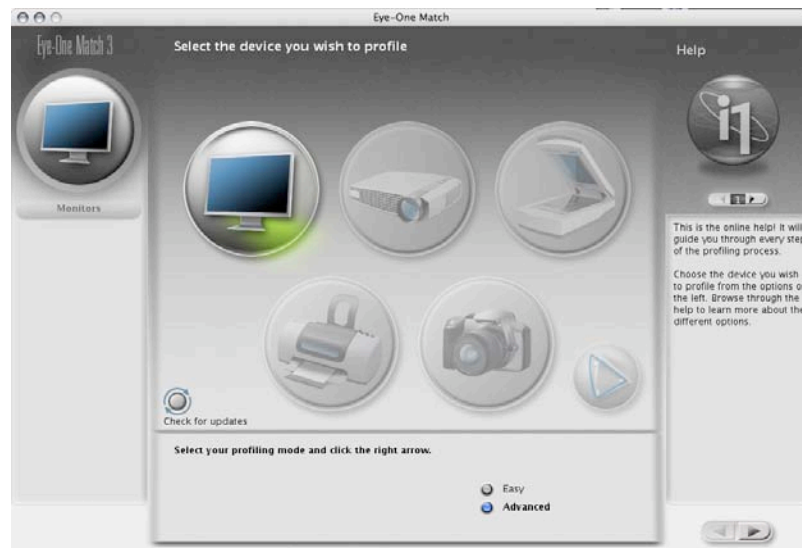 Eye-One Match
Eye-One Match 3
Select the device you wish to profile
Help
Monitors
i1
1
This is the online help! It will
guide you through every step
of the profiling process.
Choose the device you wish
to profile from the options o
the left. Browse through the
help to learn more about the
different options.
Check for updates
Select your profiling mode and click the right arrow.
Easy
Advanced